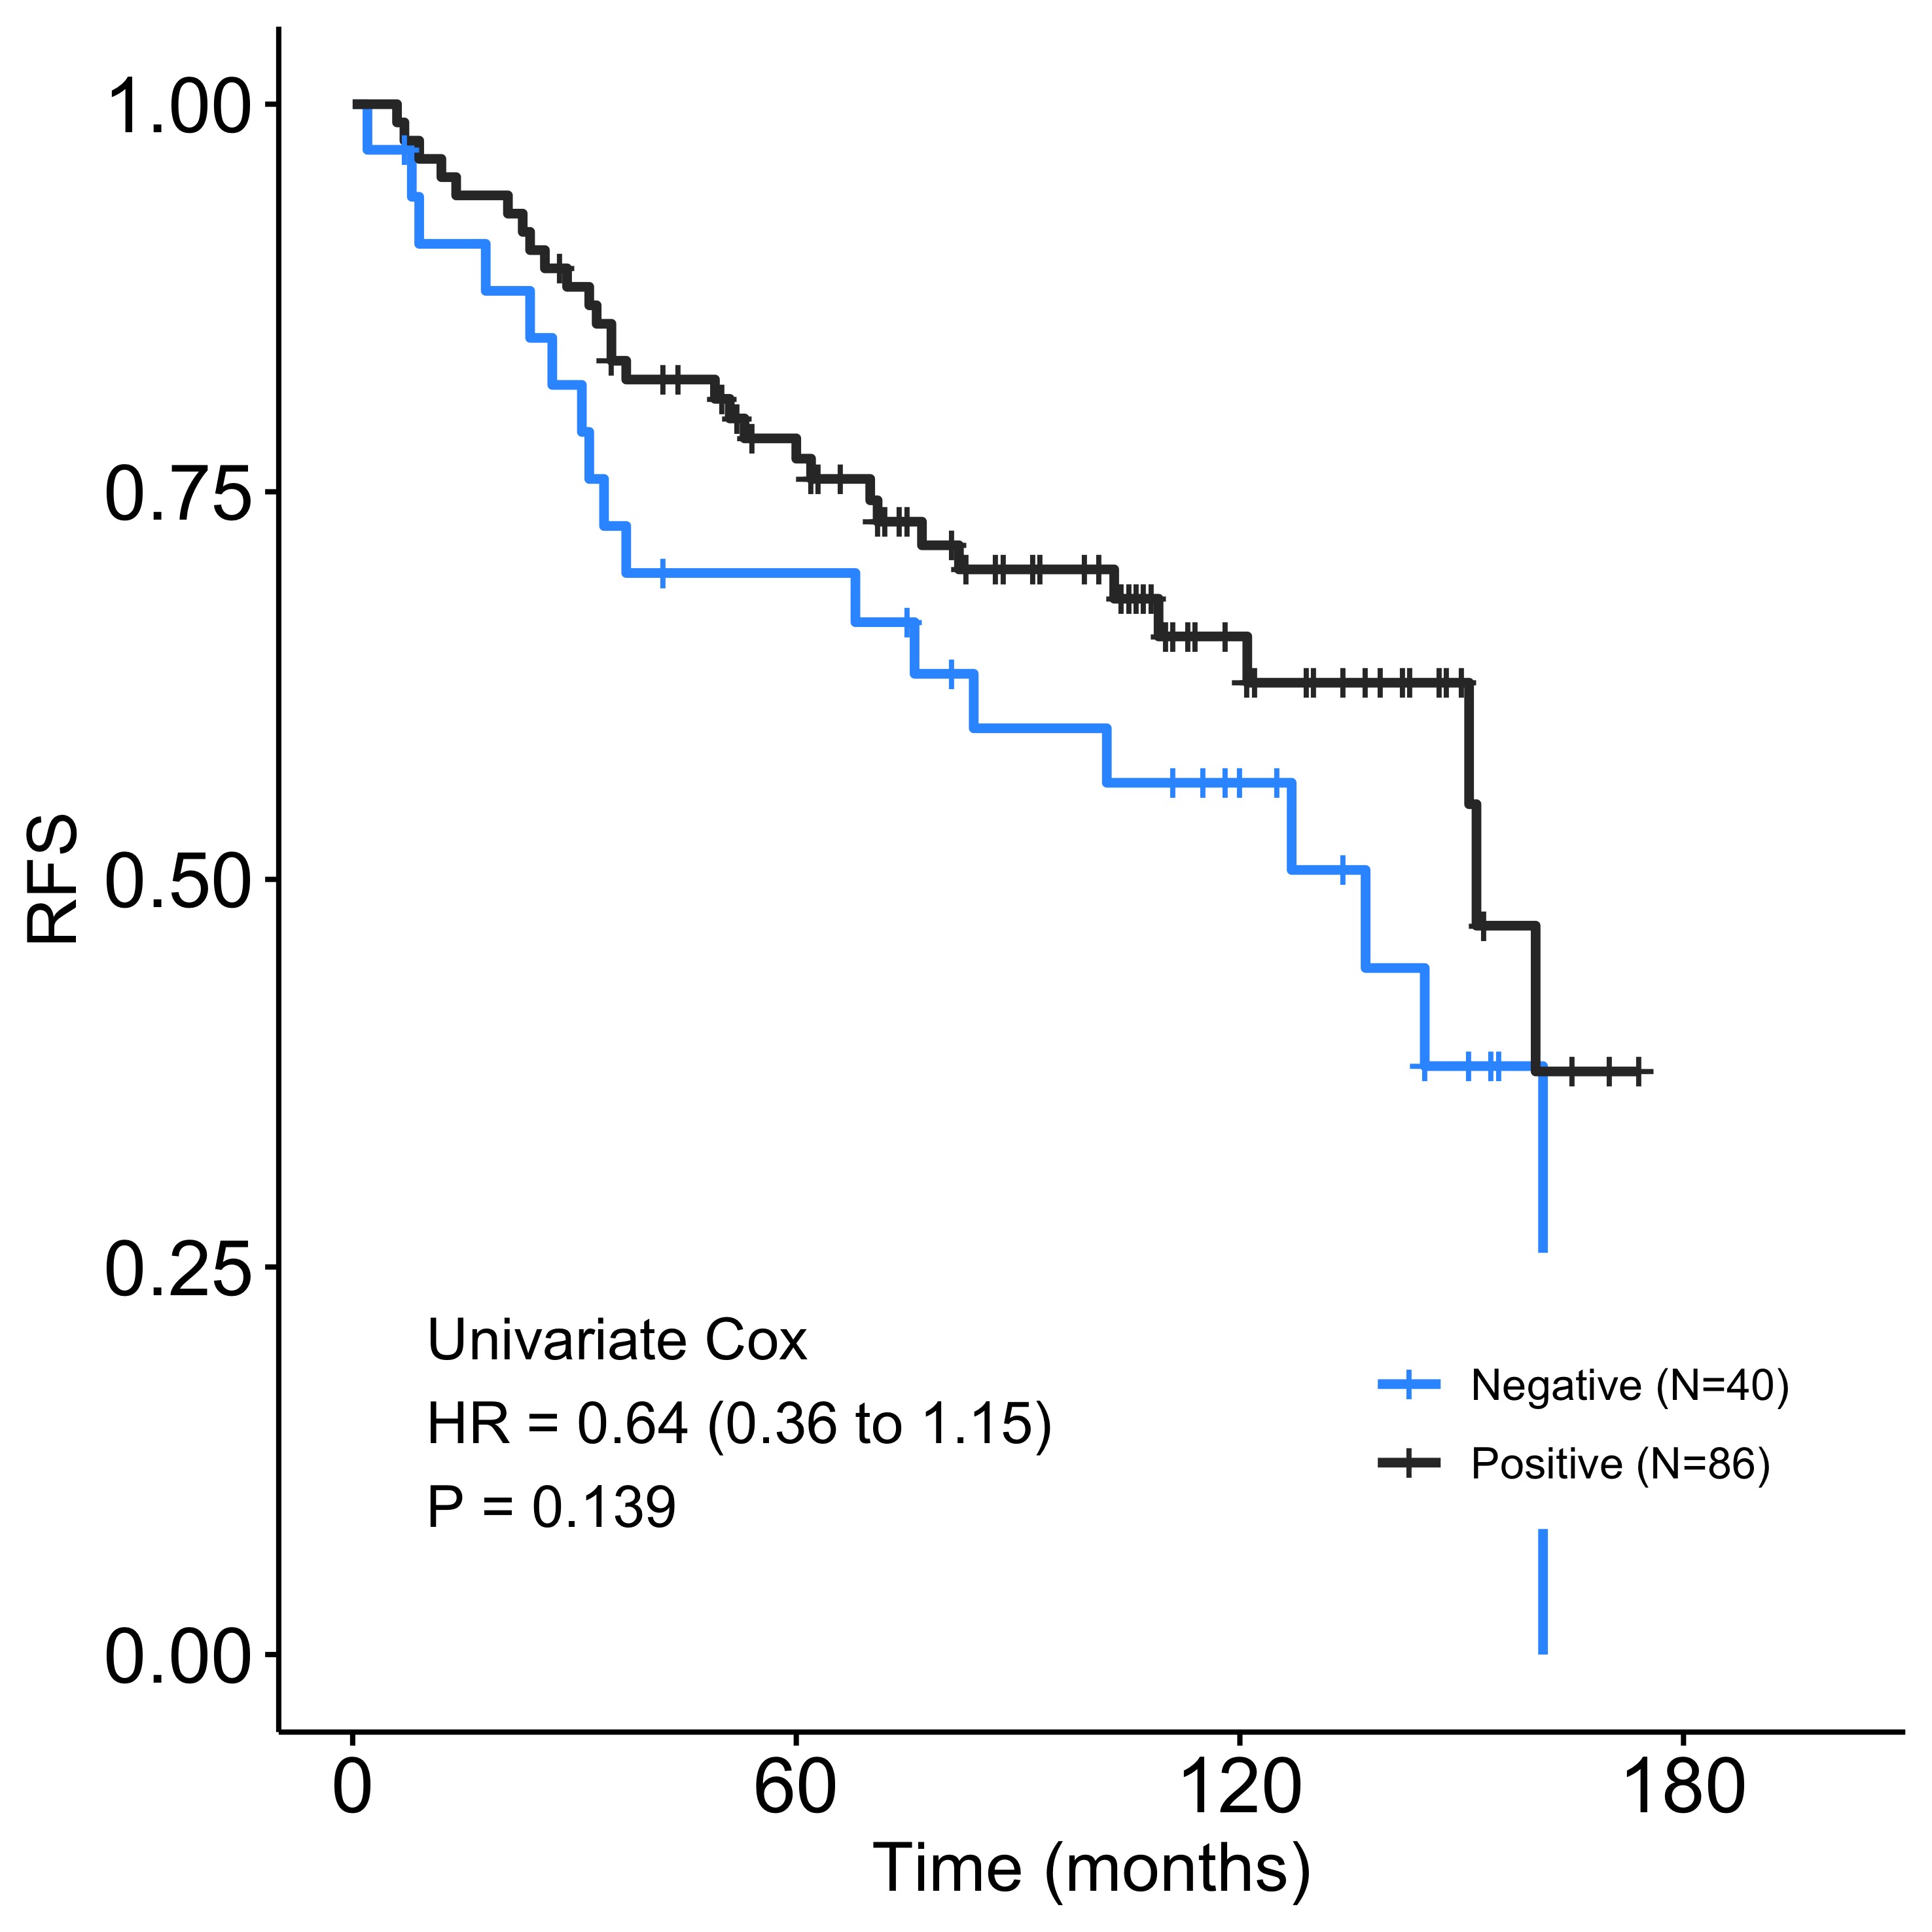 1.00
0.75
0.50
0.25
0.00
RFS
Univariate Cox
HR = 0.64 (0.36 to 1.15)
P = 0.139
Negative (N=40)
Positive (N=86)
0 60 120 180
Time (months)